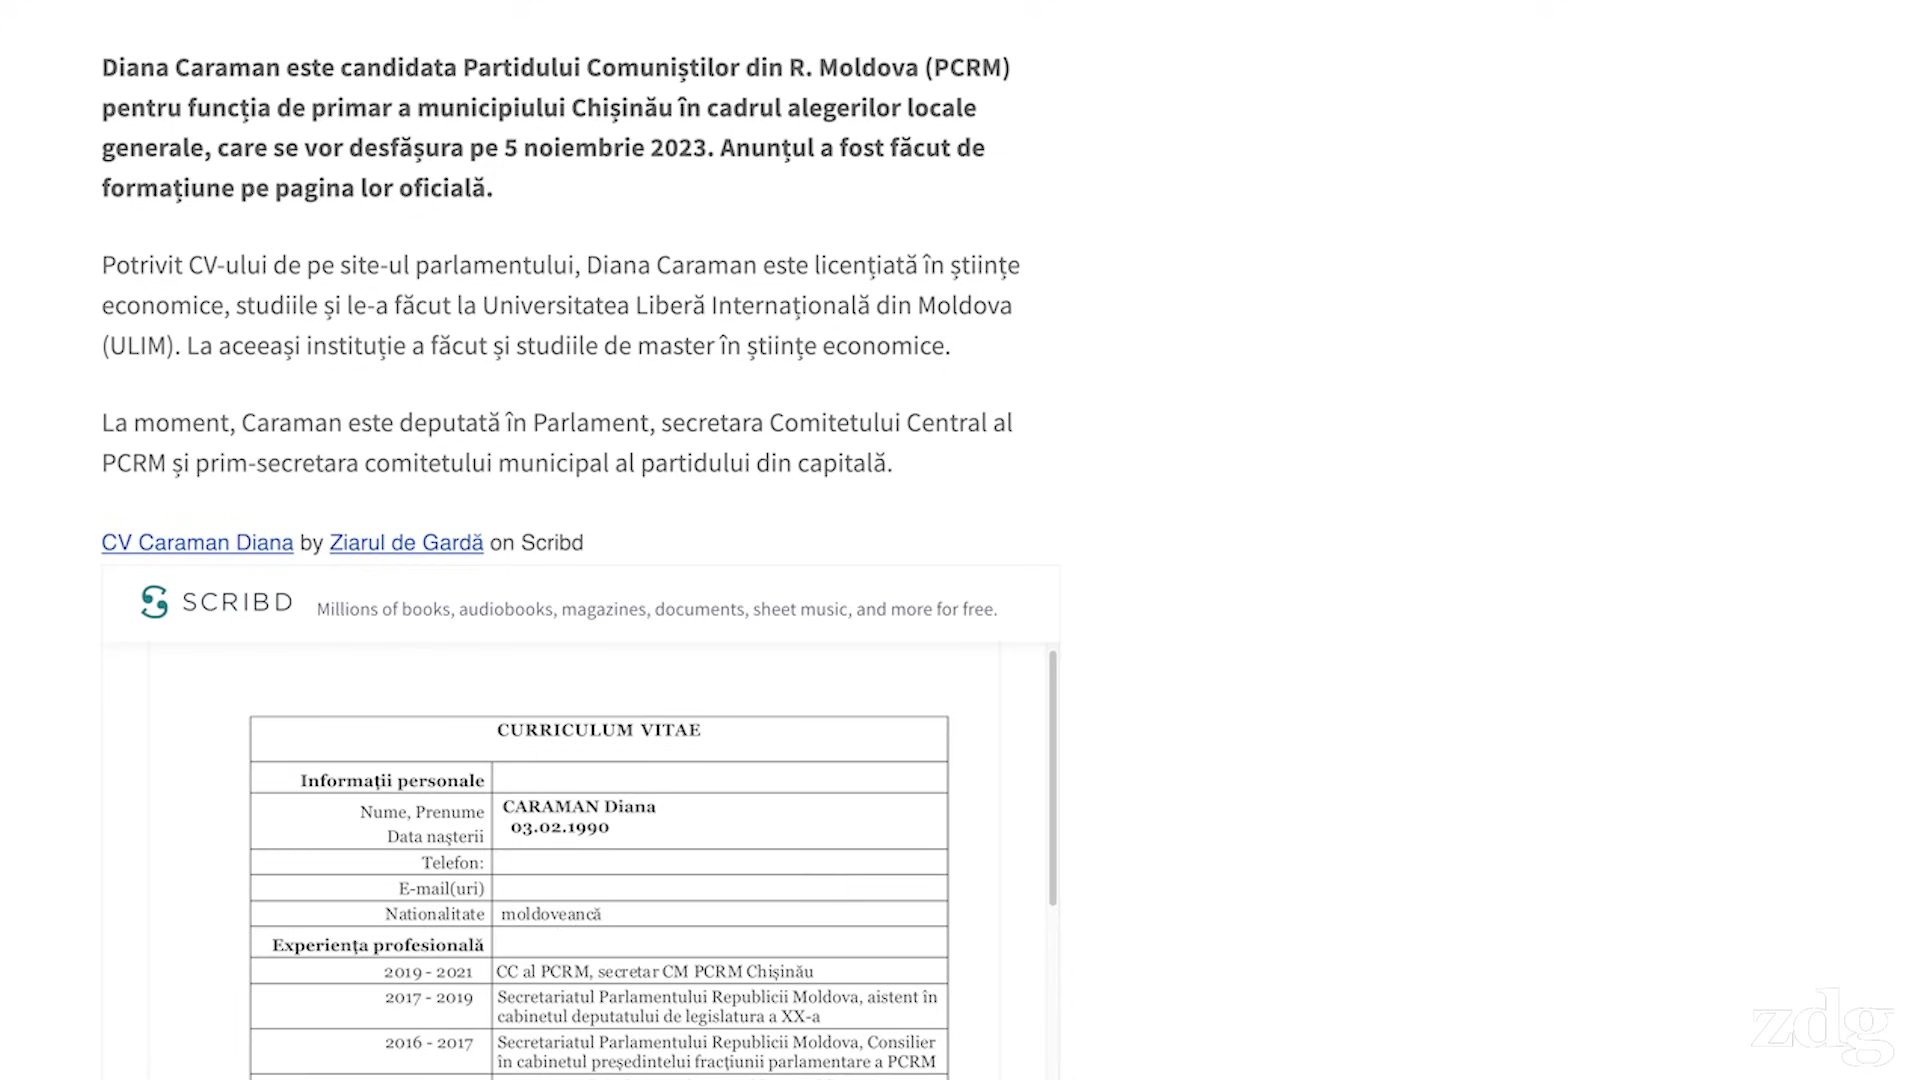 Diana Caraman este candidata Partidului Comuniștilor din R. Moldova (PCRM)
pentru funcția de primar a municipiului Chișinău în cadrul alegerilor locale
generale, care se vor desfășura pe 5 noiembrie 2023. Anunțul a fost făcut de
formațiune pe pagina lor oficială.
Potrivit CV-ului de pe site-ul parlamentului, Diana Caraman este licențiată în științe
economice, studiile și le-a făcut la Universitatea Liberă Internațională din Moldova
(ULIM). La aceeași instituție a făcut și studiile de master în științe economice.
La moment, Caraman este deputată în Parlament, secretara Comitetului Central al
PCRM și prim-secretara comitetului municipal al partidului din capitală.
CV Caraman Diana by Ziarul de Gardă on Scribd
SCRIBD Millions of books, audiobooks, magazines, documents, sheet music, and more for free.
CURRICULUM VITAE
Informaţii personale
Nume, Prenume CARAMAN Diana
Data naşterii 03.02.1990
Telefon:
E-mail(uri)
Nationalitate moldoveancă
Experienţa profesională
2019 - 2021 CC al PCRM, secretar CM PCRM Chişinău
2017 - 2019 Secretariatul Parlamentului Republicii Moldova, aistent în
cabinetul deputatului de legislatura a XX-a
2016 - 2017 Secretariatul Parlamentului Republicii Moldova, Consilier
în cabinetul preşedintelui fracţiunii parlamentare a PCRM
zdg